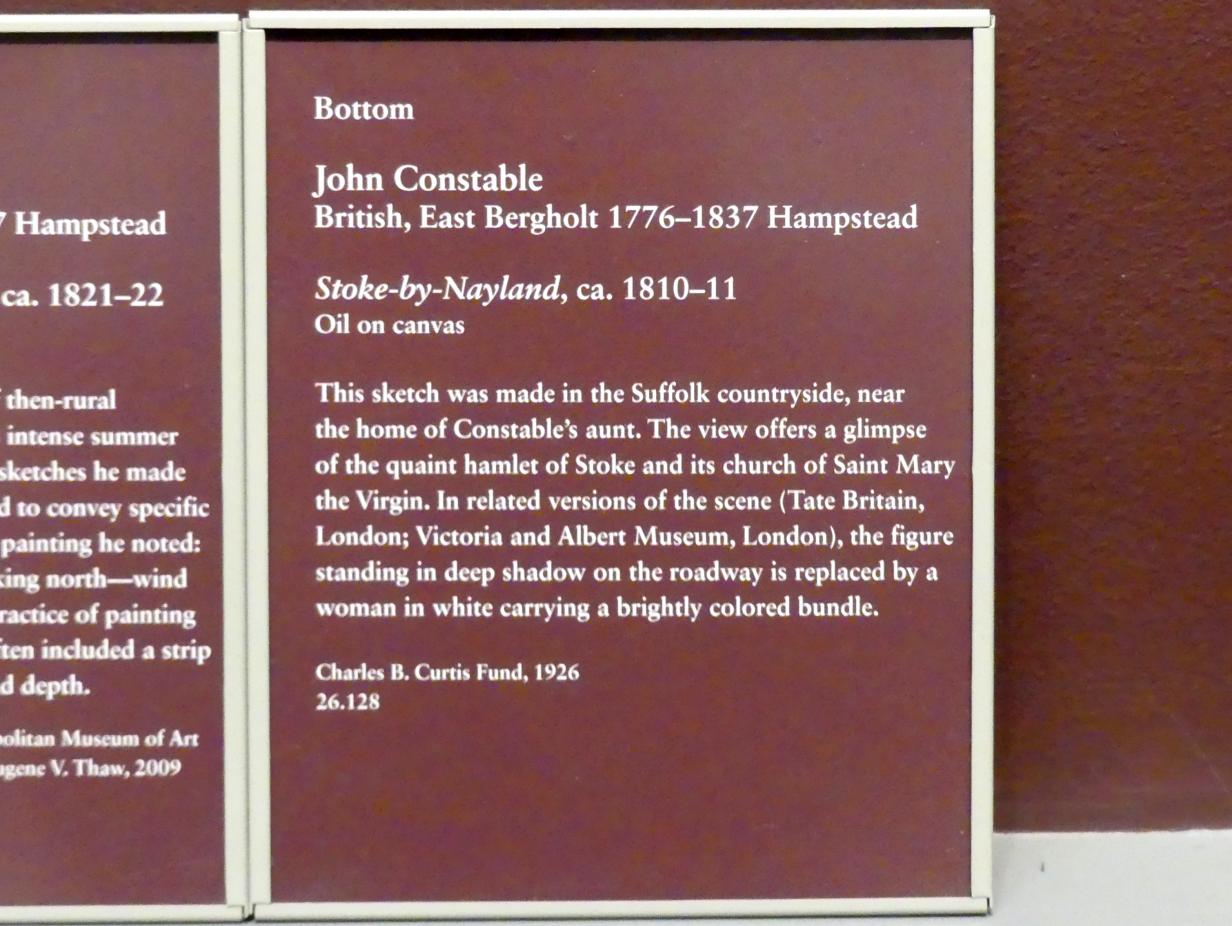 7 Hampstead
ca. 1821–22
then-rural
intense summer
sketches he made
to convey specific
painting he noted:
north—wind
of painting
included a strip
depth.
Museum of Art
V. Thaw, 2009
Bottom
John Constable
British, East Bergholt 1776–1837 Hampstead
Stoke-by-Nayland, ca. 1810–11
Oil on canvas
This sketch was made in the Suffolk countryside, near
the home of Constable’s aunt. The view offers a glimpse
of the quaint hamlet of Stoke and its church of Saint Mary
the Virgin. In related versions of the scene (Tate Britain,
London; Victoria and Albert Museum, London), the figure
standing in deep shadow on the roadway is replaced by a
woman in white carrying a brightly colored bundle.
Charles B. Curtis Fund, 1926
26.128